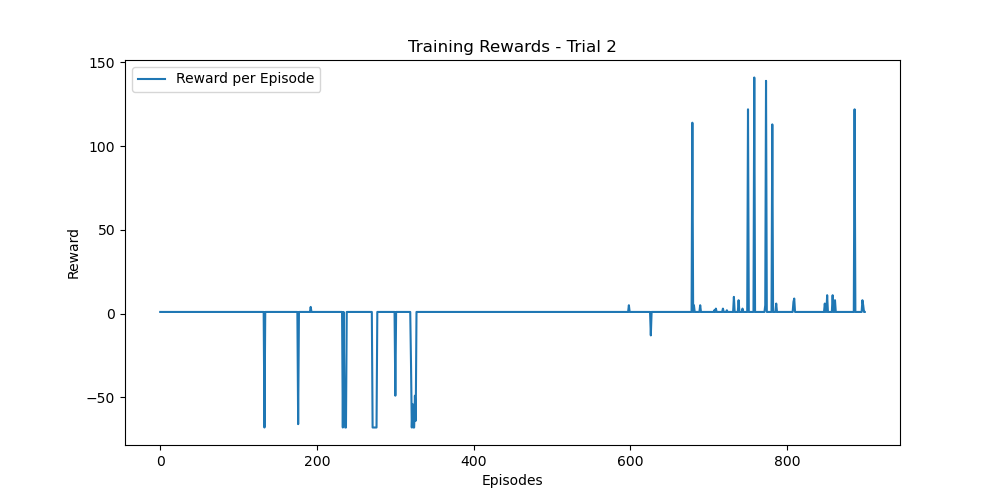 Training Rewards - Trial 2
Reward per Episode
150
100
50
0
−50
Reward
0 200 400 600 800
Episodes